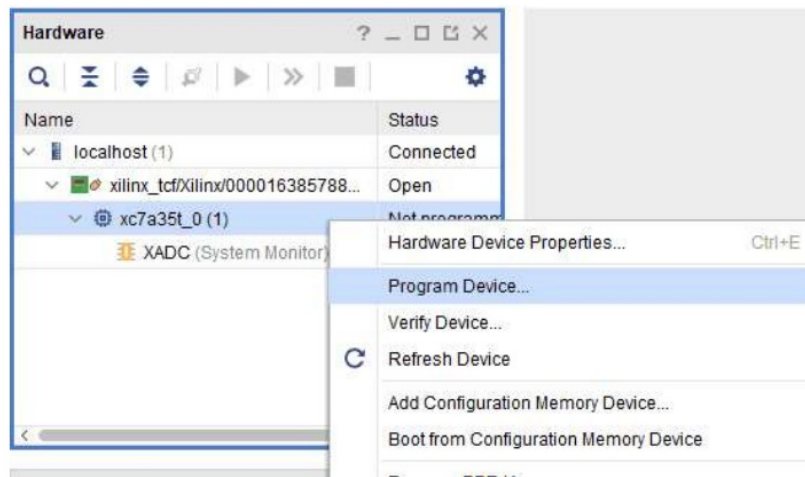 Hardware
Name Status
localhost (1) Connected
xilinx_tcf/Xilinx/000016385788... Open
xc7a35t_0 (1) Not
XADC (System Monitor)
Hardware Device Properties... Ctrl+E
Program Device...
Verify Device...
Refresh Device
Add Configuration Memory Device...
Boot from Configuration Memory Device